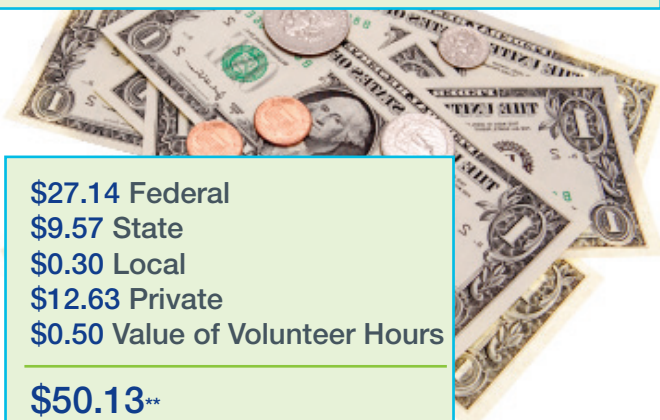 $27.14 Federal
$9.57 State
$0.30 Local
$12.63 Private
$0.50 Value of Volunteer Hours
$50.13**